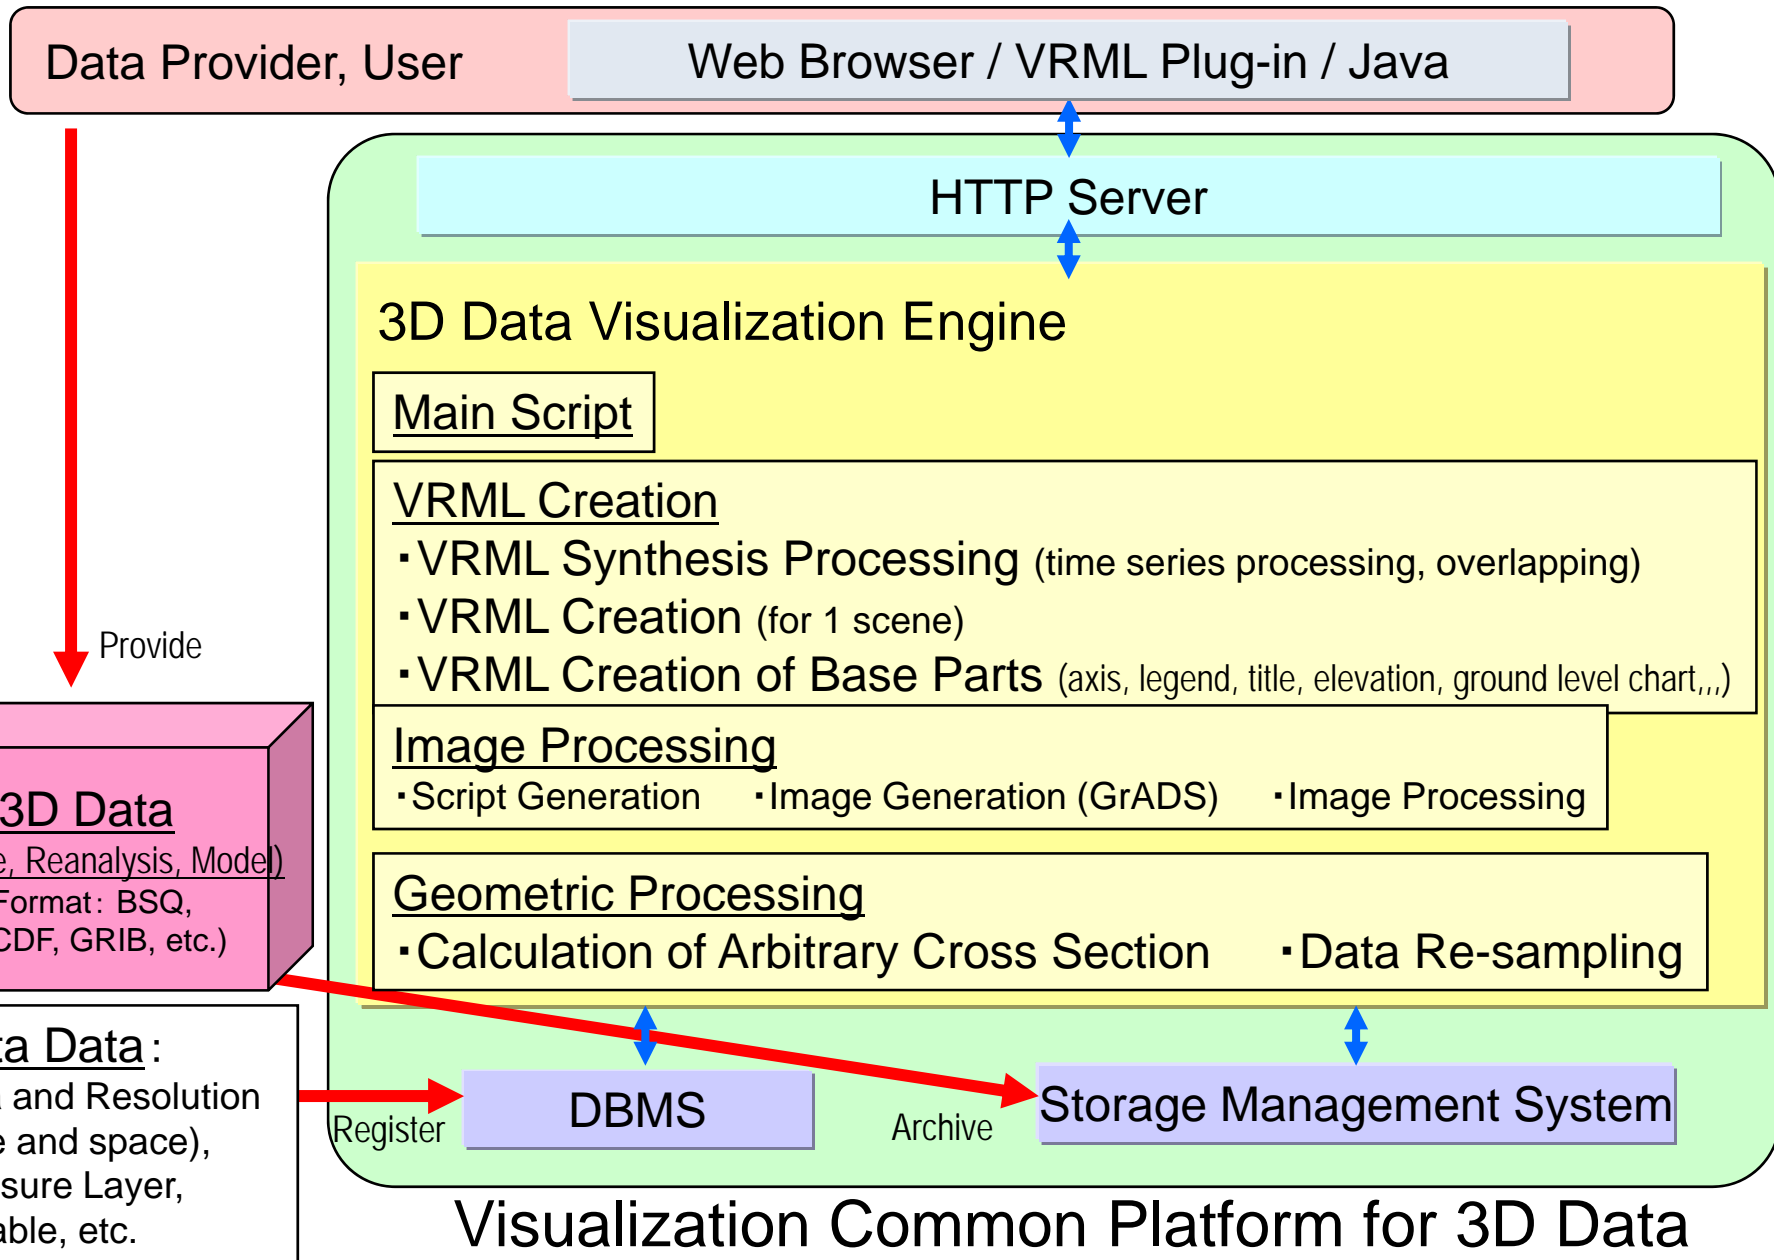 Data Provider, User
Web Browser / VRML Plug-in / Java
HTTP Server
3D Data Visualization Engine
Main Script
VRML Creation
・VRML Synthesis Processing (time series processing, overlapping)
・VRML Creation (for 1 scene)
・VRML Creation of Base Parts (axis, legend, title, elevation, ground level chart,,,)
Image Processing
・Script Generation ・Image Generation (GrADS) ・Image Processing
Geometric Processing
・Calculation of Arbitrary Cross Section ・Data Re-sampling
Provide
3D Data
Reanalysis, Model)
Format: BSQ,
CDF, GRIB, etc.)
Data:
and Resolution
and space),
Layer,
etc.
Register
DBMS
Archive
Storage Management System
Visualization Common Platform for 3D Data